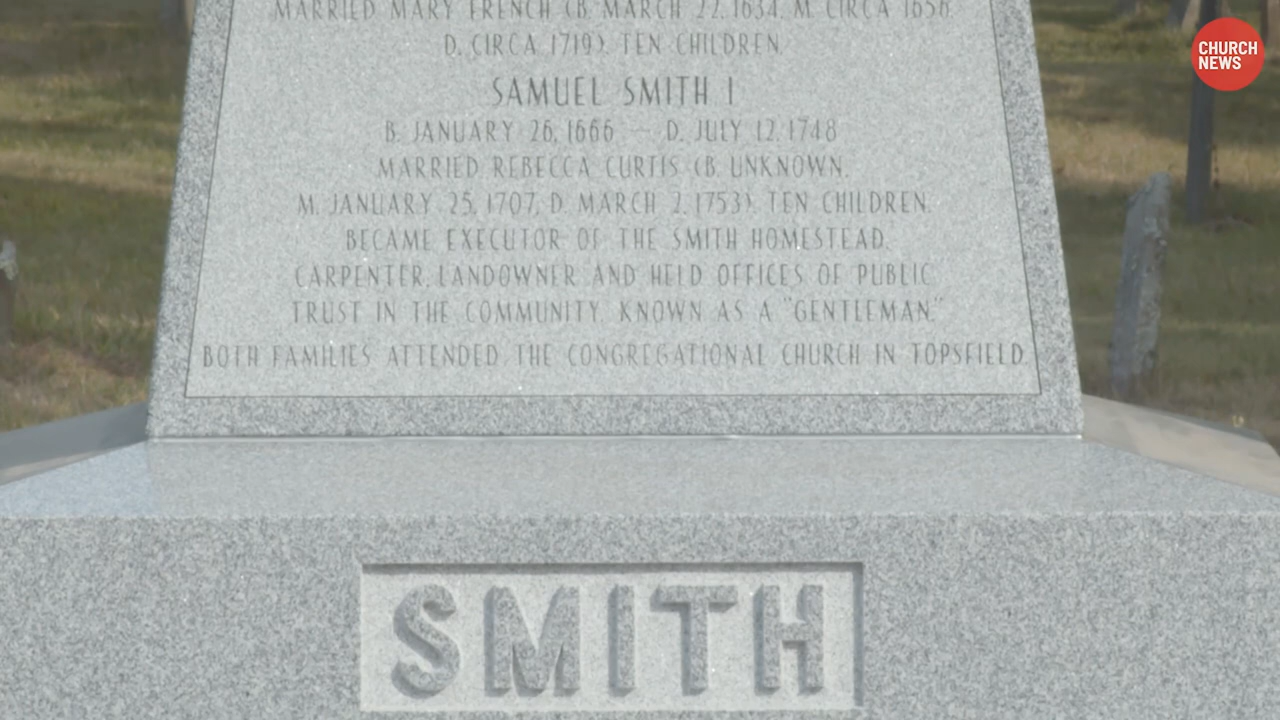 MARRIED MARY FRENCH (B. MARCH 22, 1634, M. CIRCA 1656,
D. CIRCA 1719). TEN CHILDREN.
SAMUEL SMITH I
B. JANUARY 26, 1666 — D. JULY 12, 1748
MARRIED REBECCA CURTIS (B. UNKNOWN,
M. JANUARY 25, 1707, D. MARCH 2, 1753). TEN CHILDREN.
BECAME EXECUTOR OF THE SMITH HOMESTEAD.
CARPENTER, LANDOWNER AND HELD OFFICES OF PUBLIC
TRUST IN THE COMMUNITY. KNOWN AS A "GENTLEMAN."
BOTH FAMILIES ATTENDED THE CONGREGATIONAL CHURCH IN TOPSFIELD.
SMITH
CHURCH
NEWS